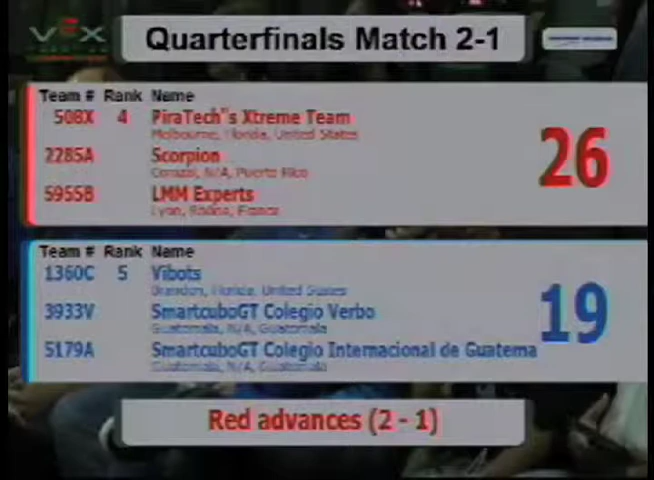 VEX
Quarterfinals Match 2-1
Team # Rank Name
508X 4 PiraTech"s Xtreme Team
Melbourne, Florida, United States
2285A Scorpion
Corozal, N/A, Puerto Rico
5955B LMM Experts
Lyon, Rhône, France
26
Team # Rank Name
1360C 5 Vibots
Brandon, Florida, United States
3933V SmartcuboGT Colegio Verbo
Guatemala, N/A, Guatemala
5179A SmartcuboGT Colegio Internacional de Guatema
Guatemala, N/A, Guatemala
19
Red advances (2 - 1)